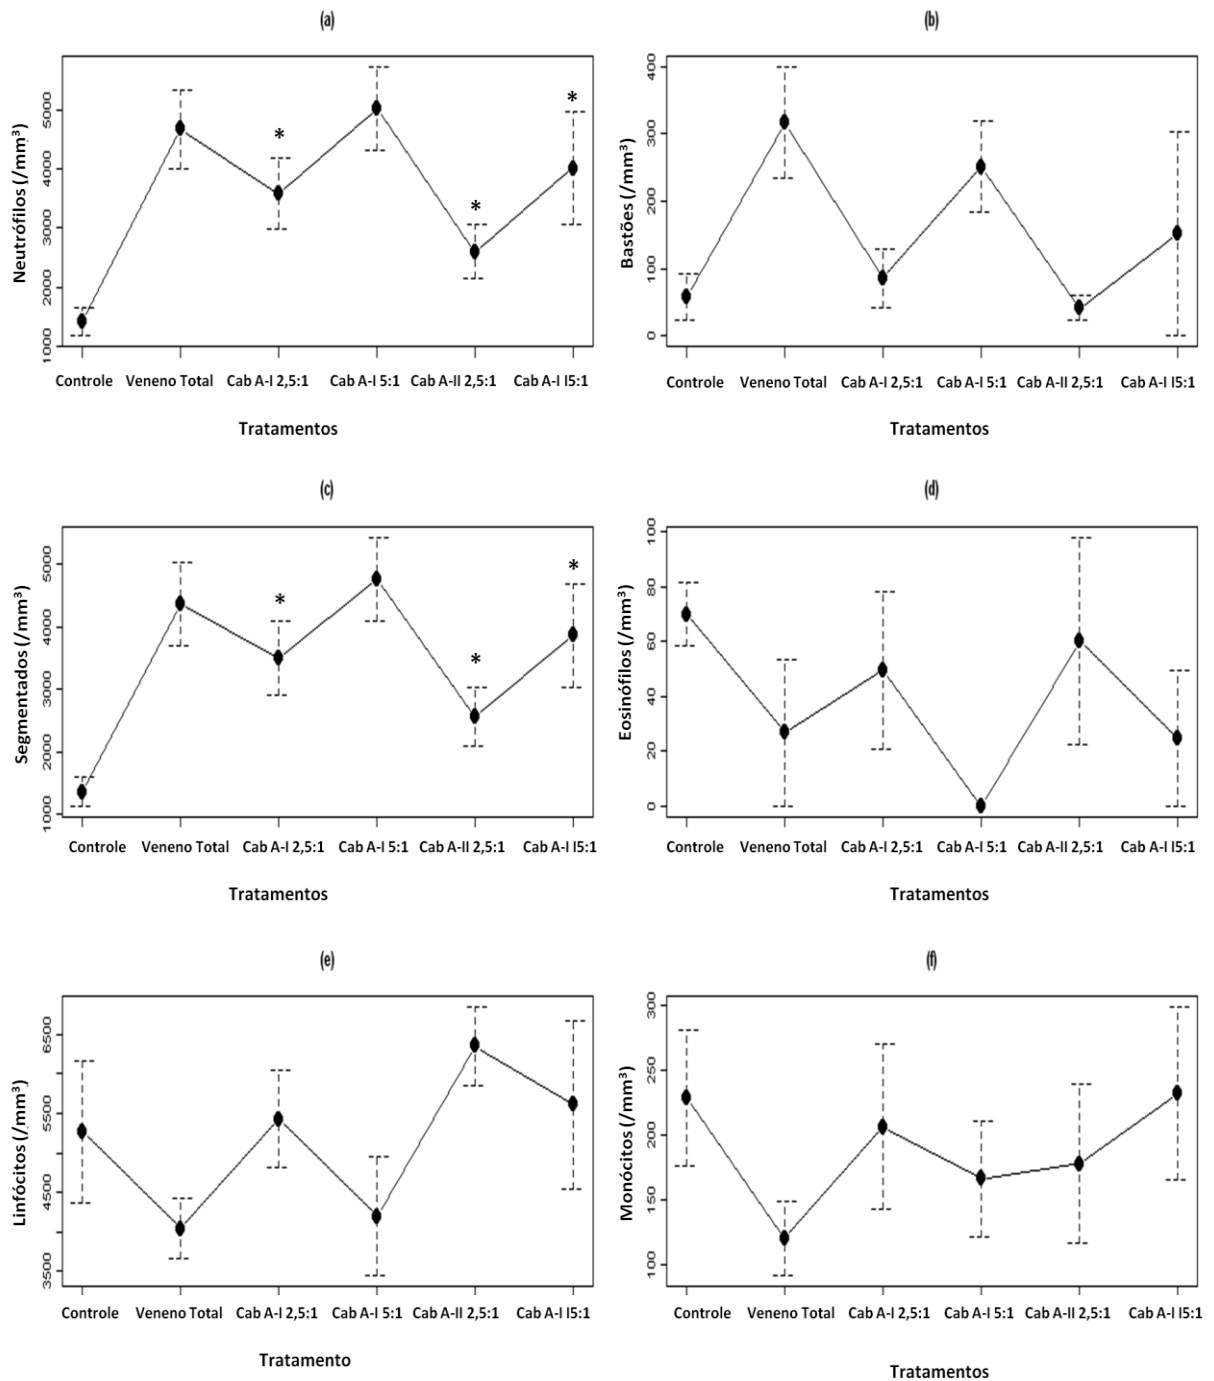 (a)
Neutrófilos (/mm³)
5000
4000
3000
2000
1000
*
*
*
Controle Veneno Total Cab A-I 2,5:1 Cab A-I 5:1 Cab A-II 2,5:1 Cab A-I I5:1
Tratamentos
(b)
Bastões (/mm³)
400
300
200
100
0
Controle Veneno Total Cab A-I 2,5:1 Cab A-I 5:1 Cab A-II 2,5:1 Cab A-I I5:1
Tratamentos
(c)
Segmentados (/mm³)
5000
4000
3000
2000
1000
*
*
*
Controle Veneno Total Cab A-I 2,5:1 Cab A-I 5:1 Cab A-II 2,5:1 Cab A-I I5:1
Tratamentos
(d)
Eosinófilos (/mm³)
100
80
60
40
20
0
Controle Veneno Total Cab A-I 2,5:1 Cab A-I 5:1 Cab A-II 2,5:1 Cab A-I I5:1
Tratamentos
(e)
Linfócitos (/mm³)
6500
5500
4500
3500
Controle Veneno Total Cab A-I 2,5:1 Cab A-I 5:1 Cab A-II 2,5:1 Cab A-I I5:1
Tratamento
(f)
Monócitos (/mm³)
300
250
200
150
100
Controle Veneno Total Cab A-I 2,5:1 Cab A-I 5:1 Cab A-II 2,5:1 Cab A-I I5:1
Tratamentos